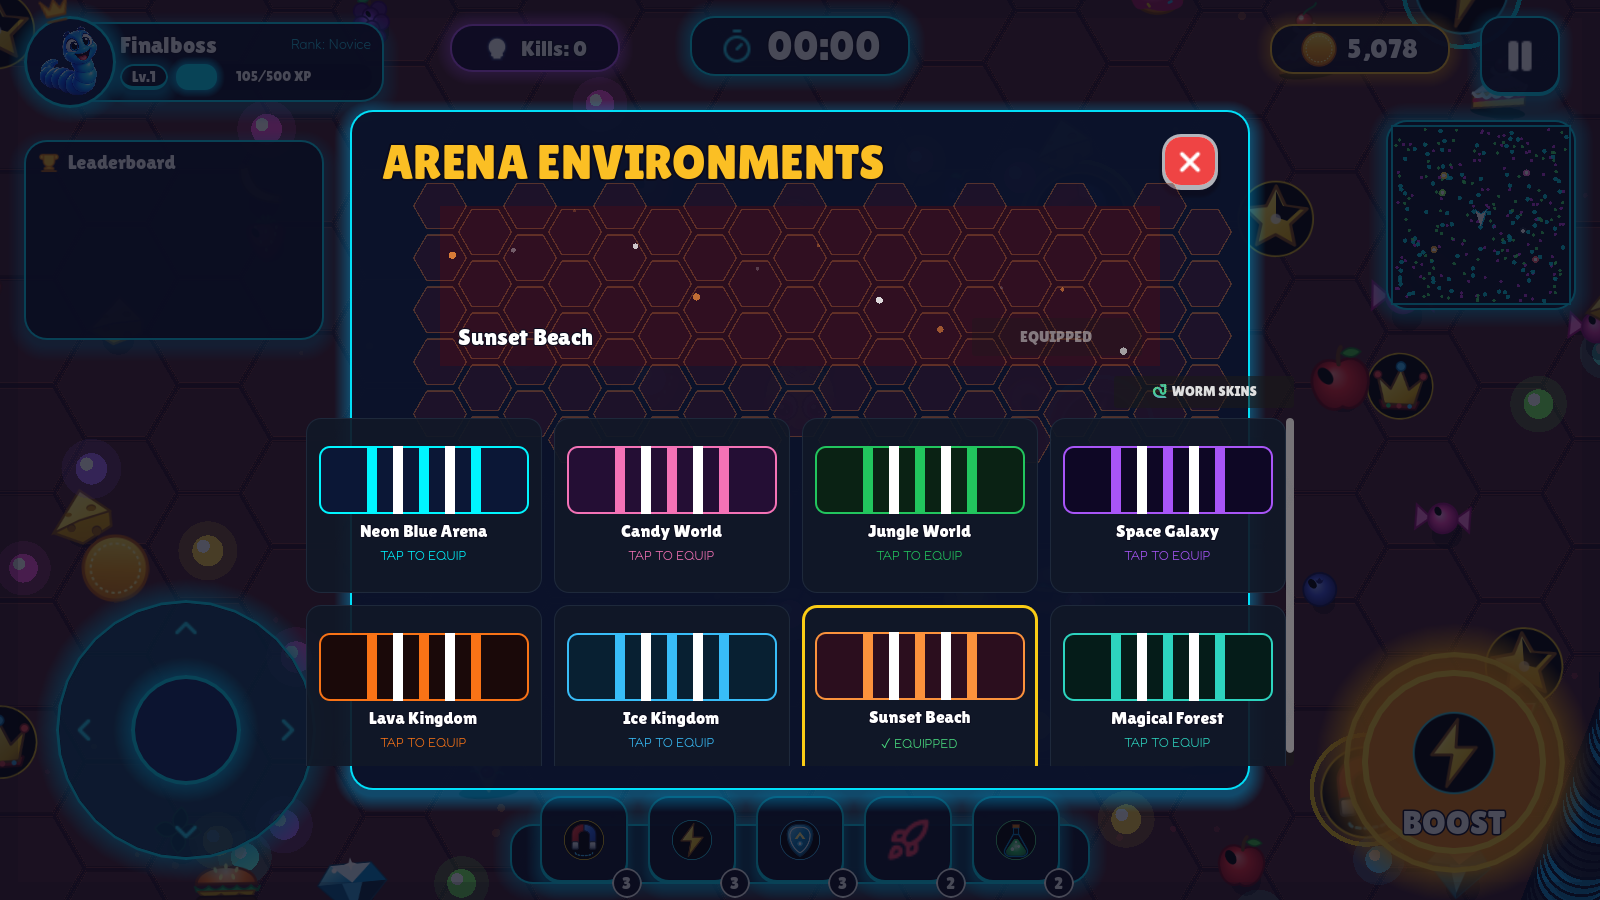 Finalboss
Rank: Novice
Lv.1
105/500 XP
Kills: 0
00:00
5,078
Leaderboard
ARENA ENVIRONMENTS
Sunset Beach
EQUIPPED
WORM SKINS
Neon Blue Arena
TAP TO EQUIP
Candy World
TAP TO EQUIP
Jungle World
TAP TO EQUIP
Space Galaxy
TAP TO EQUIP
Lava Kingdom
TAP TO EQUIP
Ice Kingdom
TAP TO EQUIP
Sunset Beach
✓ EQUIPPED
Magical Forest
TAP TO EQUIP
BOOST
3
3
3
2
2